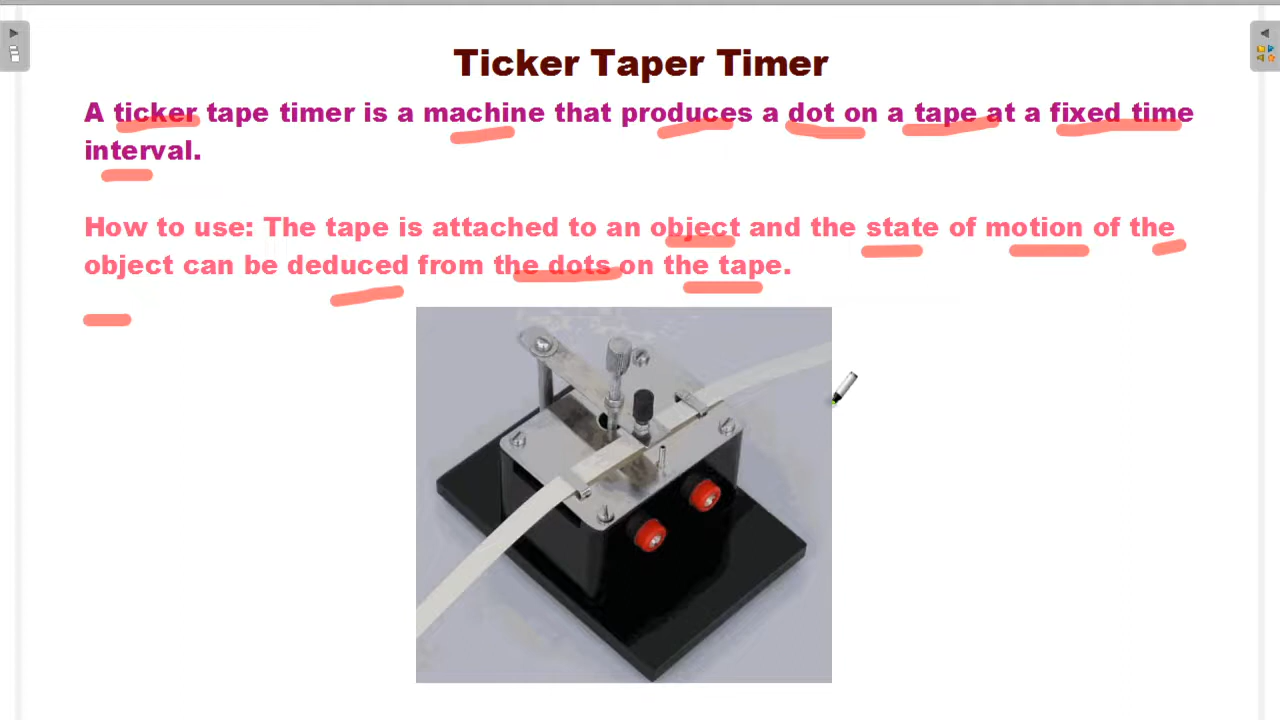 Ticker Taper Timer
A ticker tape timer is a machine that produces a dot on a tape at a fixed time
interval.
How to use: The tape is attached to an object and the state of motion of the
object can be deduced from the dots on the tape.